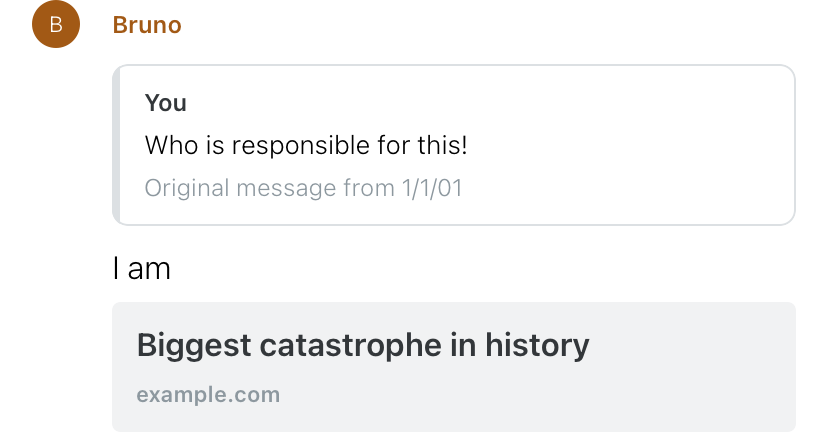 B
Bruno
You
Who is responsible for this!
Original message from 1/1/01
I am
Biggest catastrophe in history
example.com